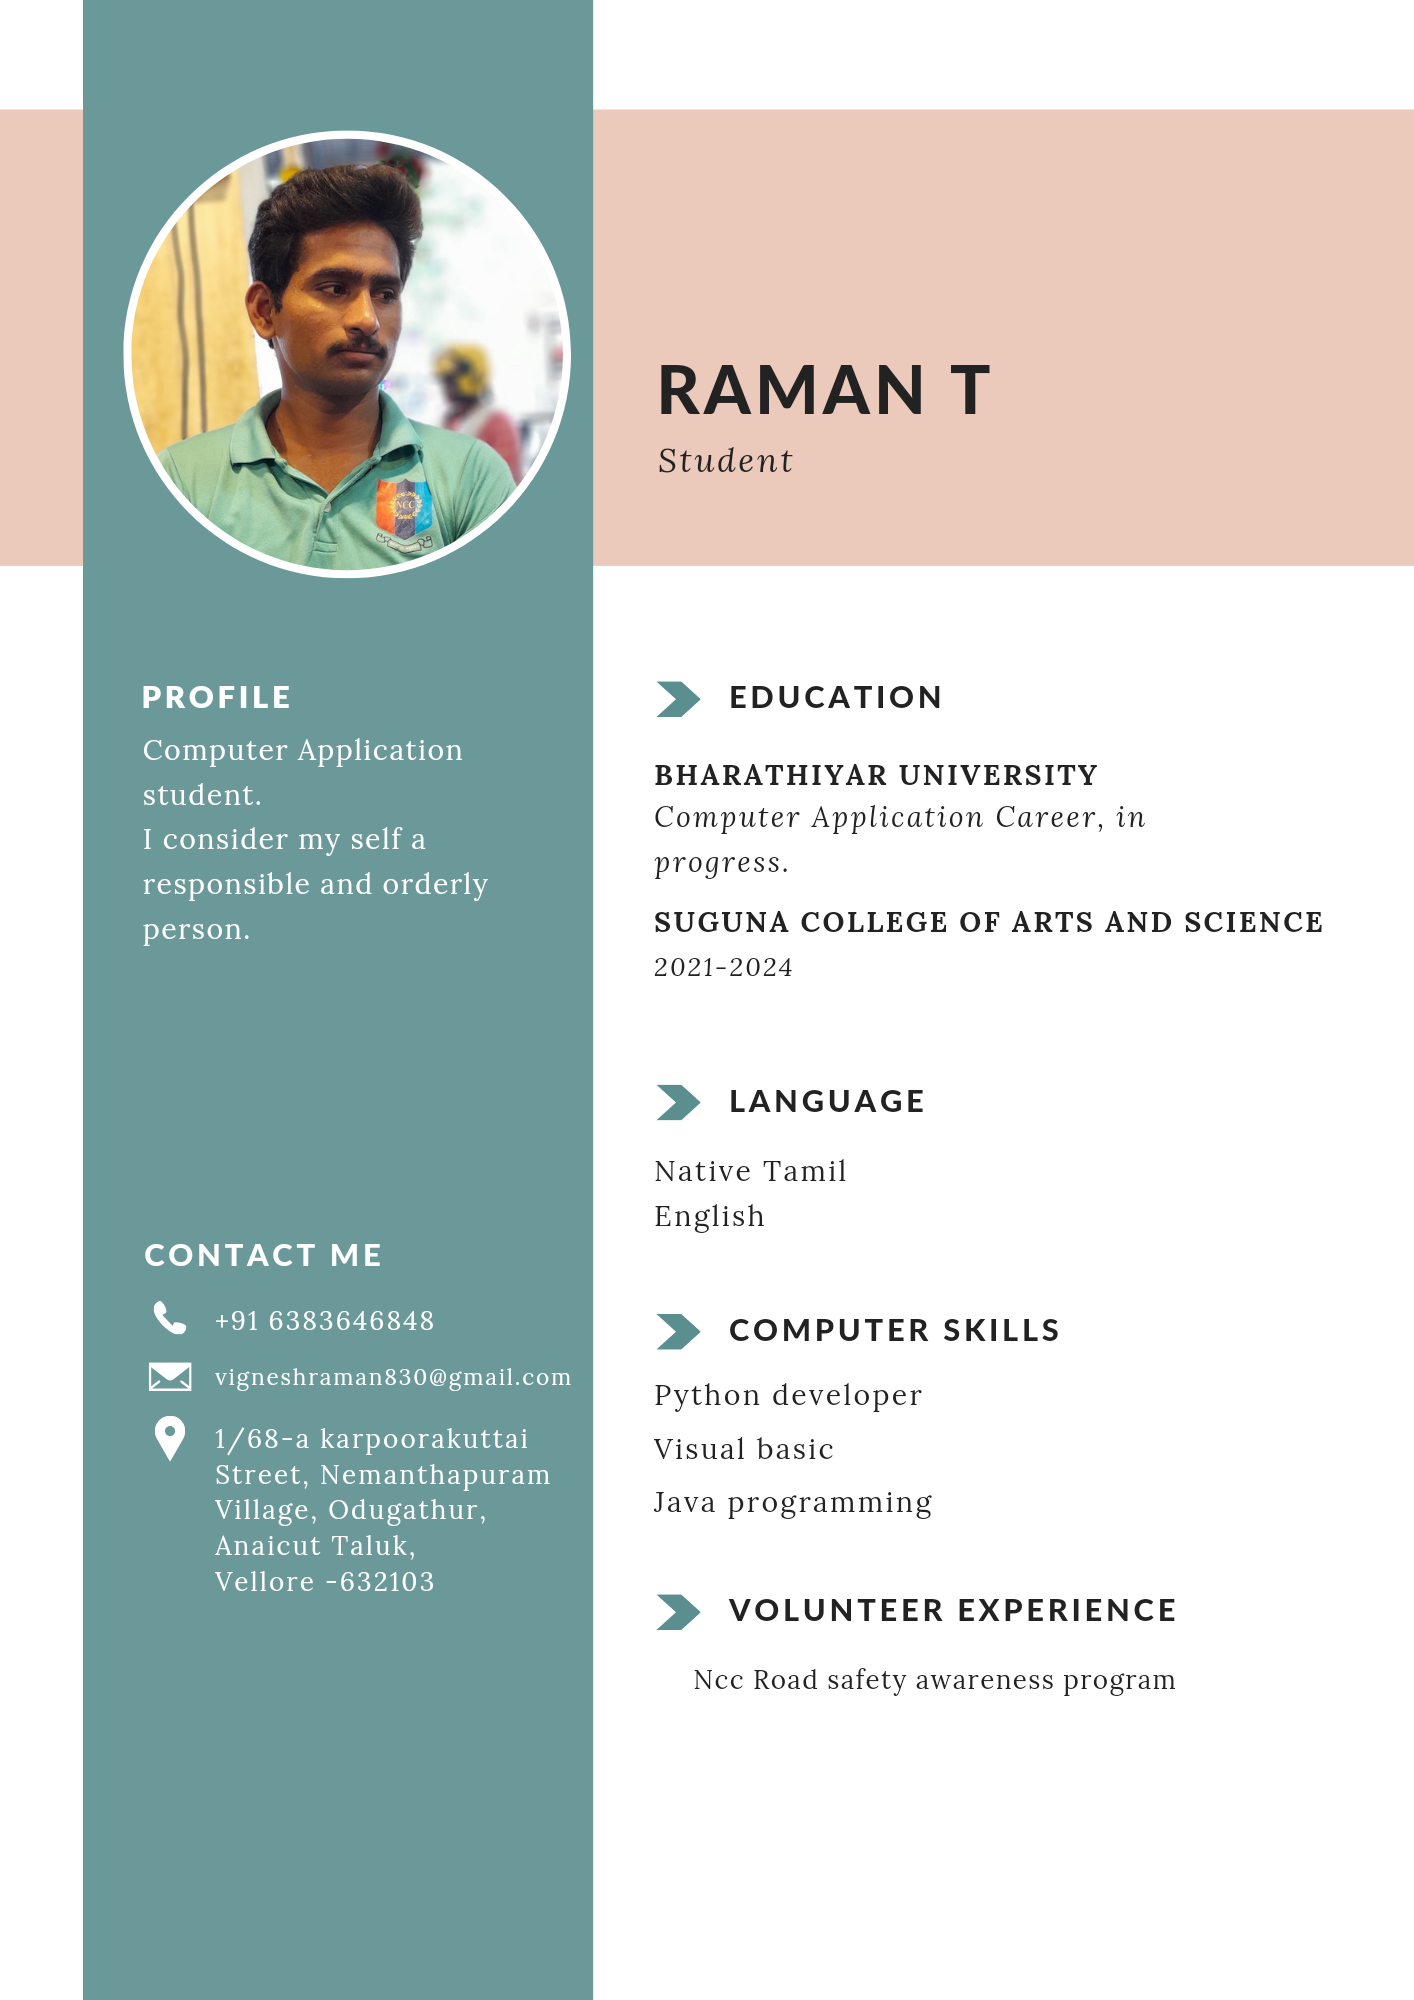 RAMAN T
Student
NCC
PROFILE
Computer Application
student.
I consider my self a
responsible and orderly
person.
CONTACT ME
+91 6383646848
vigneshraman830@gmail.com
1/68-a karpoorakuttai
Street, Nemanthapuram
Village, Odugathur,
Anaicut Taluk,
Vellore -632103
EDUCATION
BHARATHIYAR UNIVERSITY
Computer Application Career, in
progress.
SUGUNA COLLEGE OF ARTS AND SCIENCE
2021-2024
LANGUAGE
Native Tamil
English
COMPUTER SKILLS
Python developer
Visual basic
Java programming
VOLUNTEER EXPERIENCE
Ncc Road safety awareness program